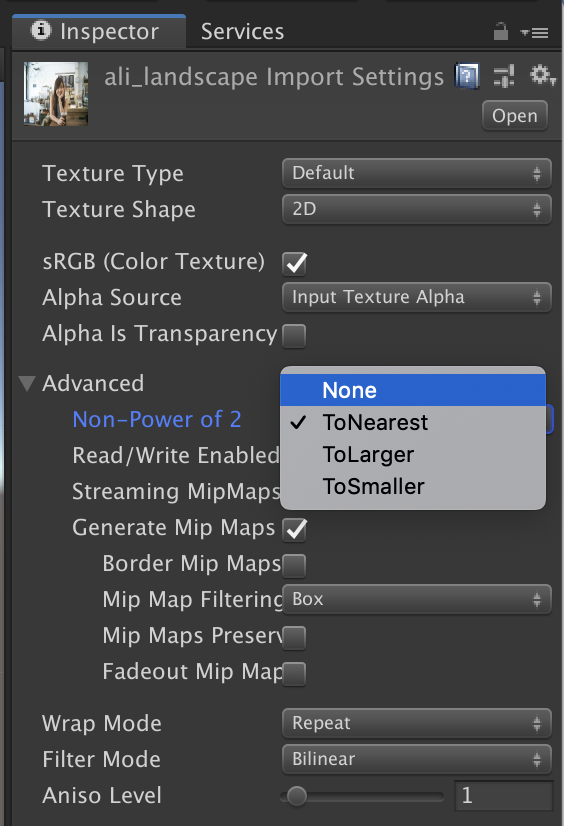 Inspector Services
ali_landscape Import Settings ?
Open
Texture Type Default
Texture Shape 2D
sRGB (Color Texture)
Alpha Source Input Texture Alpha
Alpha Is Transparency
Advanced
None
Non-Power of 2 ToNearest
Read/Write Enabled ToLarger
Streaming MipMaps ToSmaller
Generate Mip Maps
Border Mip Maps
Mip Map Filtering Box
Mip Maps Preserv
Fadeout Mip Map
Wrap Mode Repeat
Filter Mode Bilinear
Aniso Level 1